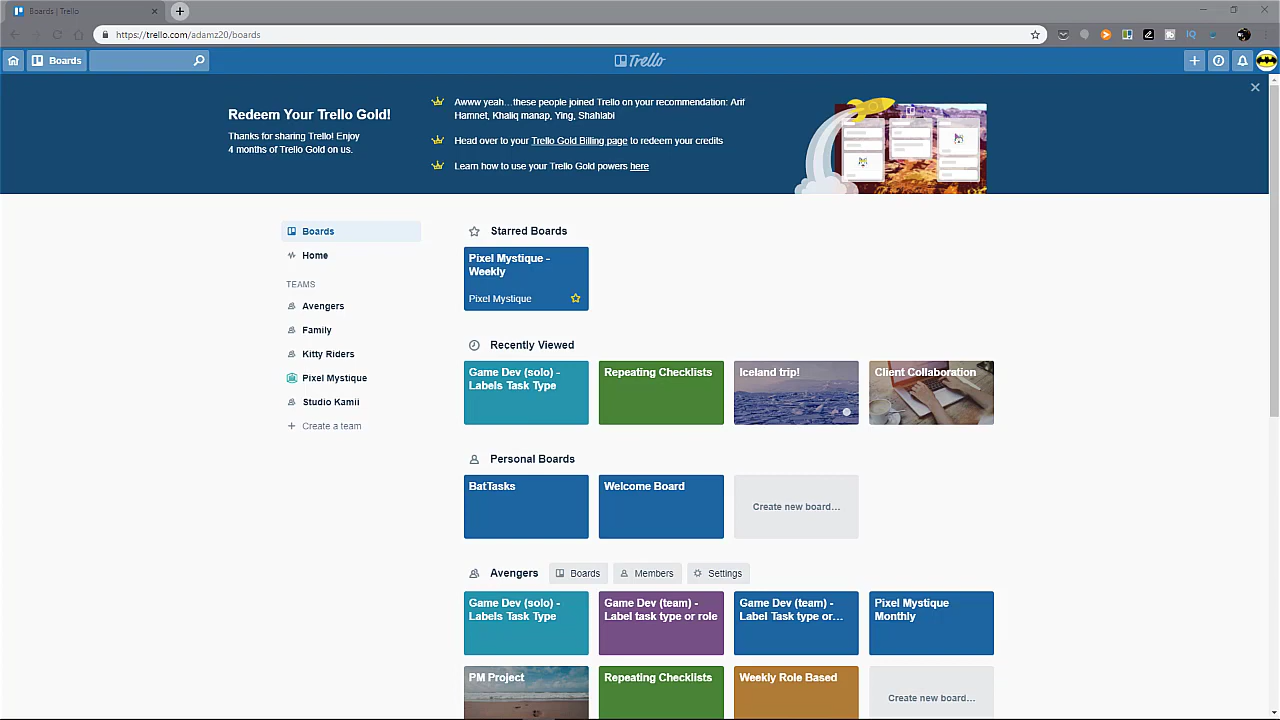 Boards | Trello
https://trello.com/adamz20/boards
Boards
Trello
Redeem Your Trello Gold!
Thanks for sharing Trello! Enjoy
4 months of Trello Gold on us.
Awww yeah...these people joined Trello on your recommendation: Arif
Ying, Shahlabi
Head over to your Trello Gold Billing page to redeem your credits
Learn how to use your Trello Gold powers here
Boards
Home
TEAMS
Avengers
Family
Kitty Riders
Pixel Mystique
Studio Kamii
Create a team
Starred Boards
Pixel Mystique -
Weekly
Pixel Mystique
Recently Viewed
Game Dev (solo) -
Labels Task Type
Repeating Checklists
Iceland trip!
Client Collaboration
Personal Boards
BatTasks
Welcome Board
Create new board...
Avengers
Boards
Members
Settings
Game Dev (solo) -
Labels Task Type
Game Dev (team) -
Label task type or role
Game Dev (team) -
Label Task type or...
Pixel Mystique
Monthly
PM Project
Repeating Checklists
Weekly Role Based
Create new board...